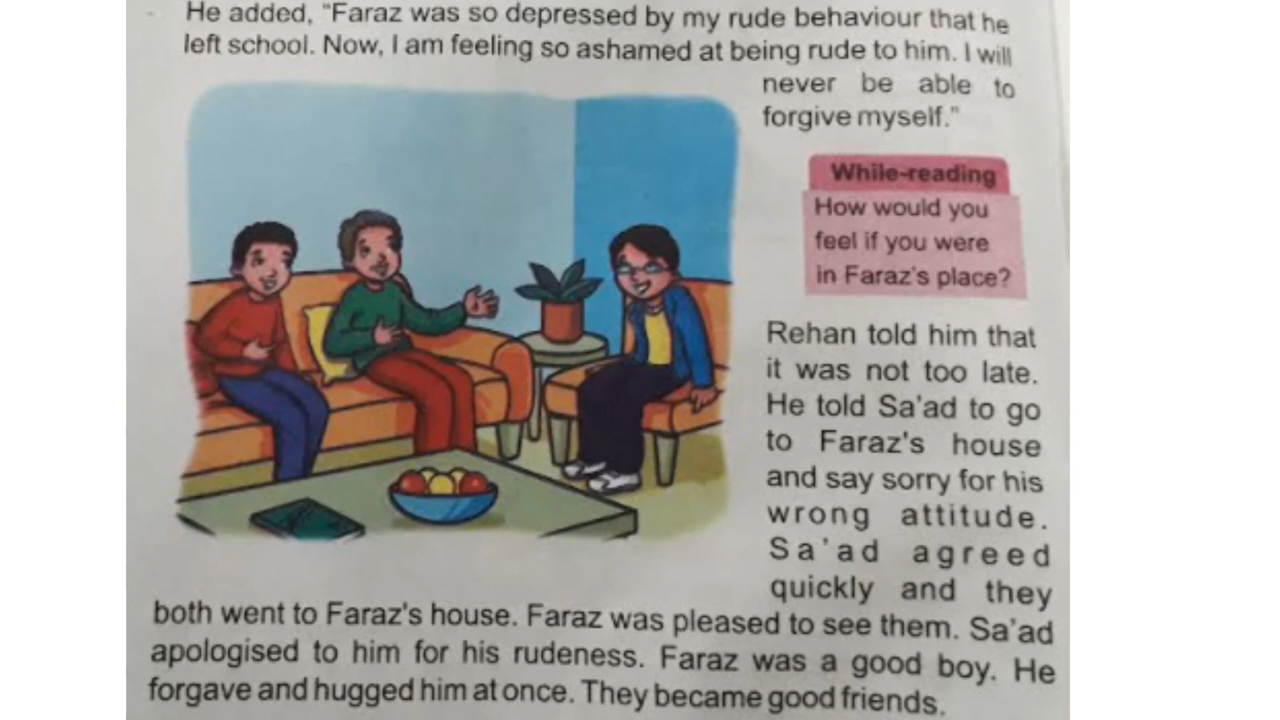 He added, "Faraz was so depressed by my rude behaviour that he
left school. Now, I am feeling so ashamed at being rude to him. I will
never be able to
forgive myself."
While-reading
How would you
feel if you were
in Faraz's place?
Rehan told him that
it was not too late.
He told Sa'ad to go
to Faraz's house
and say sorry for his
wrong attitude.
Sa'ad agreed
quickly and they
both went to Faraz's house. Faraz was pleased to see them. Sa'ad
apologised to him for his rudeness. Faraz was a good boy. He
forgave and hugged him at once. They became good friends.